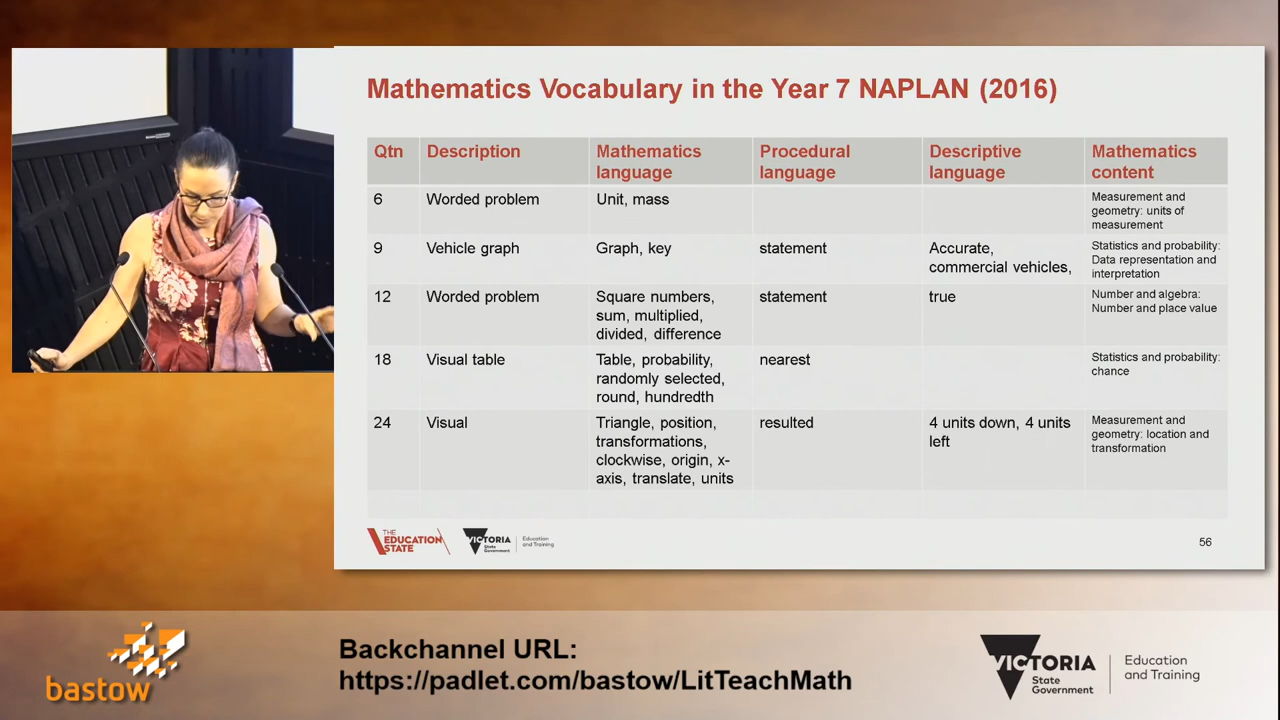 Mathematics Vocabulary in the Year 7 NAPLAN (2016)
Qtn
Description
Mathematics
language
Procedural
language
Descriptive
language
Mathematics
content
6
Worded problem
Unit, mass
Measurement and
geometry: units of
measurement
9
Vehicle graph
Graph, key
statement
Accurate,
commercial vehicles,
Statistics and probability:
Data representation and
interpretation
12
Worded problem
Square numbers,
sum, multiplied,
divided, difference
statement
true
Number and algebra:
Number and place value
18
Visual table
Table, probability,
randomly selected,
round, hundredth
nearest
Statistics and probability:
chance
24
Visual
Triangle, position,
transformations,
clockwise, origin, x-
axis, translate, units
resulted
4 units down, 4 units
left
Measurement and
geometry: location and
transformation
THE
EDUCATION
STATE
VICTORIA
State
Government
Education
and Training
56
bastow
Backchannel URL:
https://padlet.com/bastow/LitTeachMath
VICTORIA
State
Government
Education
and Training